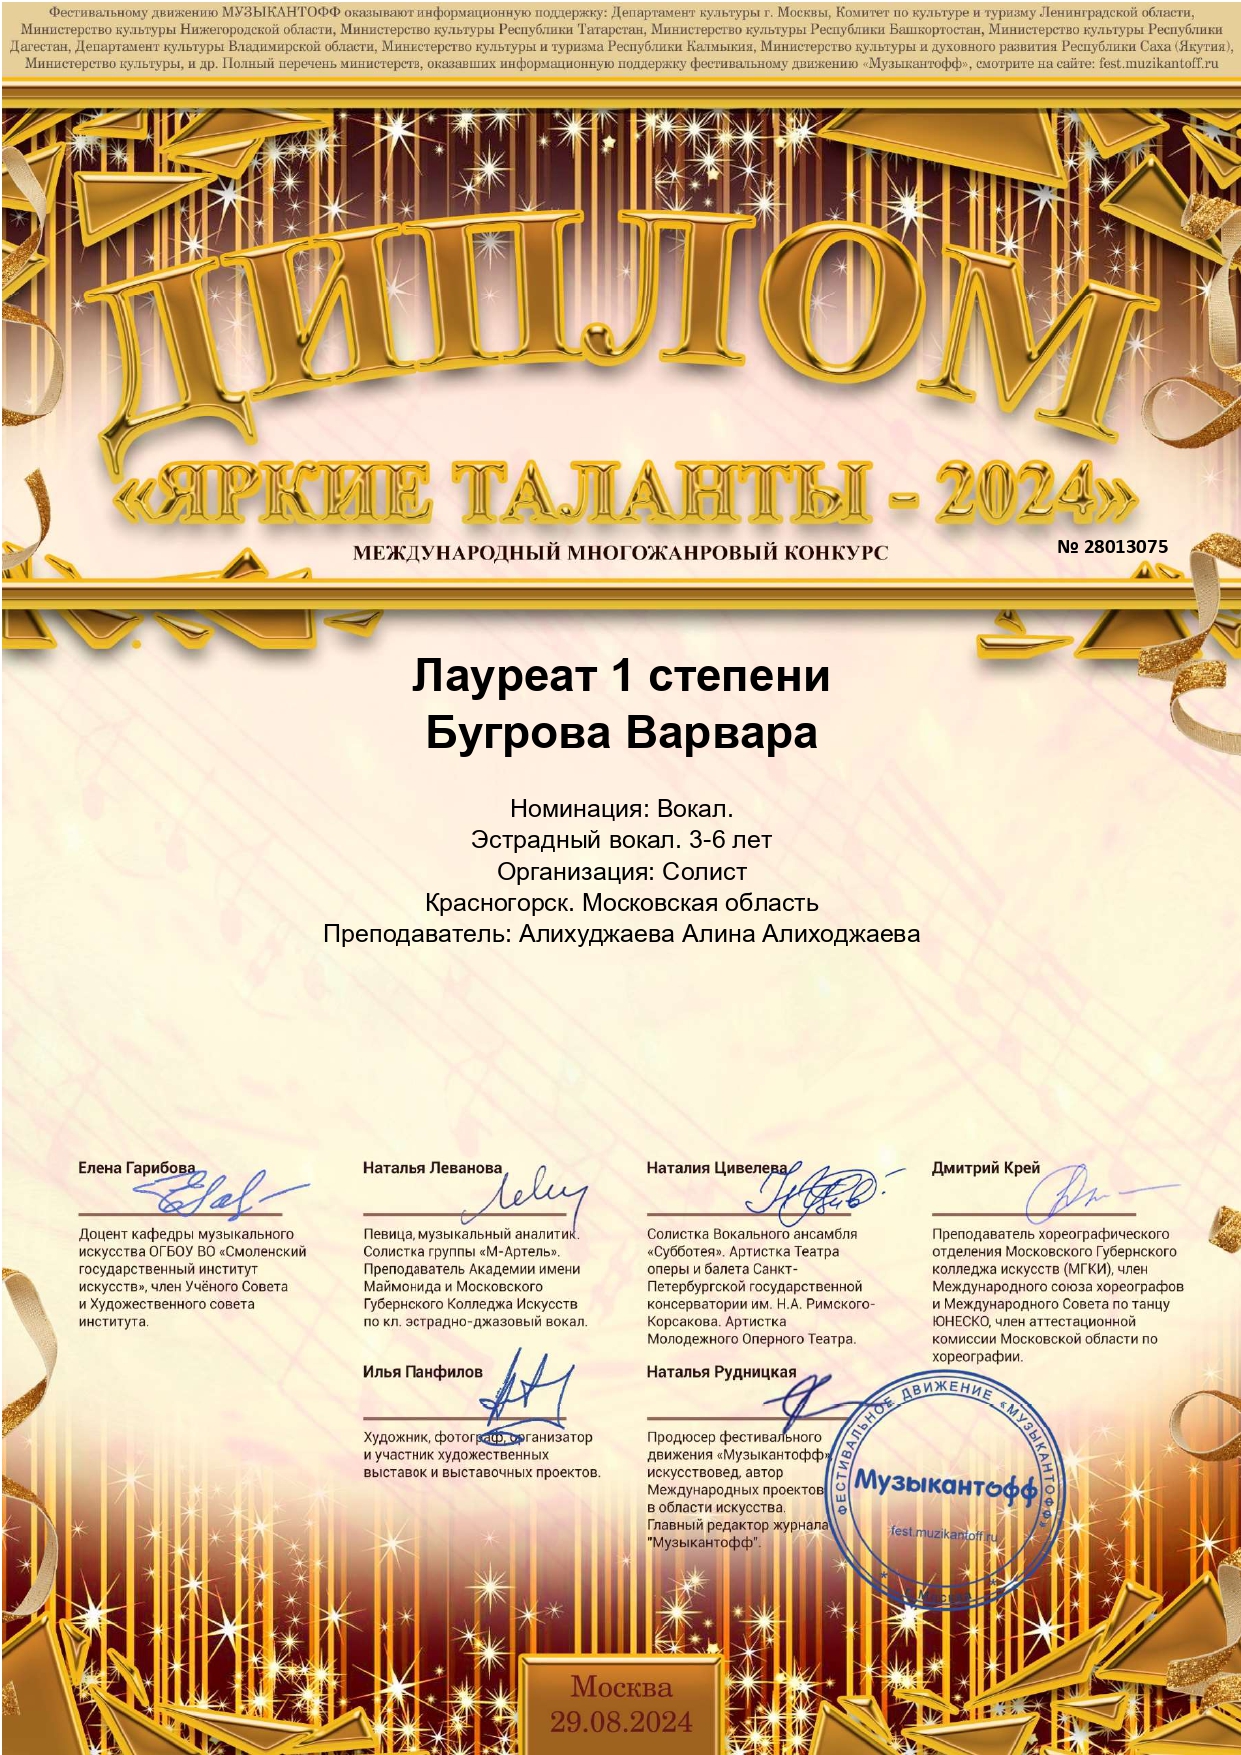 Фестивальному движению МУЗЫКАНТОФФ оказывают информационную поддержку: Департамент культуры г. Москвы, Комитет по культуре и туризму Ленинградской области,
Министерство культуры Нижегородской области, Министерство культуры Республики Татарстан, Министерство культуры Республики Башкортостан, Министерство культуры Республики
Дагестан, Департамент культуры Владимирской области, Министерство культуры и туризма Республики Калмыкия, Министерство культуры и духовного развития Республики Саха (Якутия),
Министерство культуры, и др. Полный перечень министерств, оказавших информационную поддержку фестивальному движению «Музыкантофф», смотрите на сайте: fest.muzikantoff.ru
ДИПЛОМ
«ЯРКИЕ ТАЛАНТЫ - 2024»
МЕЖДУНАРОДНЫЙ МНОГОЖАНРОВЫЙ КОНКУРС
№ 28013075
Лауреат 1 степени
Бугрова Варвара
Номинация: Вокал.
Эстрадный вокал. 3-6 лет
Организация: Солист
Красногорск. Московская область
Преподаватель: Алихуджаева Алина Алиходжаева
Елена Гарибова
Доцент кафедры музыкального
искусства ОГБОУ ВО «Смоленский
государственный институт
искусств», член Учёного Совета
и Художественного совета
института.
Наталья Леванова
Певица, музыкальный аналитик.
Солистка группы «М-Артель».
Преподаватель Академии имени
Маймонида и Московского
Губернского Колледжа Искусств
по кл. эстрадно-джазовый вокал.
Наталия Цивелева
Солистка Вокального ансамбля
«Субботея». Артистка Театра
оперы и балета Санкт-
Петербургской государственной
консерватории им. Н.А. Римского-
Корсакова. Артистка
Молодежного Оперного Театра.
Дмитрий Крей
Преподаватель хореографического
отделения Московского Губернского
колледжа искусств (МГКИ), член
Международного союза хореографов
и Международного Совета по танцу
ЮНЕСКО, член аттестационной
комиссии Московской области по
хореографии.
Илья Панфилов
Художник, фотограф, организатор
и участник художественных
выставок и выставочных проектов.
Наталья Рудницкая
Продюсер фестивального
движения «Музыкантофф»,
искусствовед, автор
Международных проектов
в области искусства.
Главный редактор журнала
"Музыкантофф".
ФЕСТИВАЛЬНОЕ ДВИЖЕНИЕ «МУЗЫКАНТОФФ»
Музыкантофф
fest.muzikantoff.ru
* г. Москва *
Москва
29.08.2024